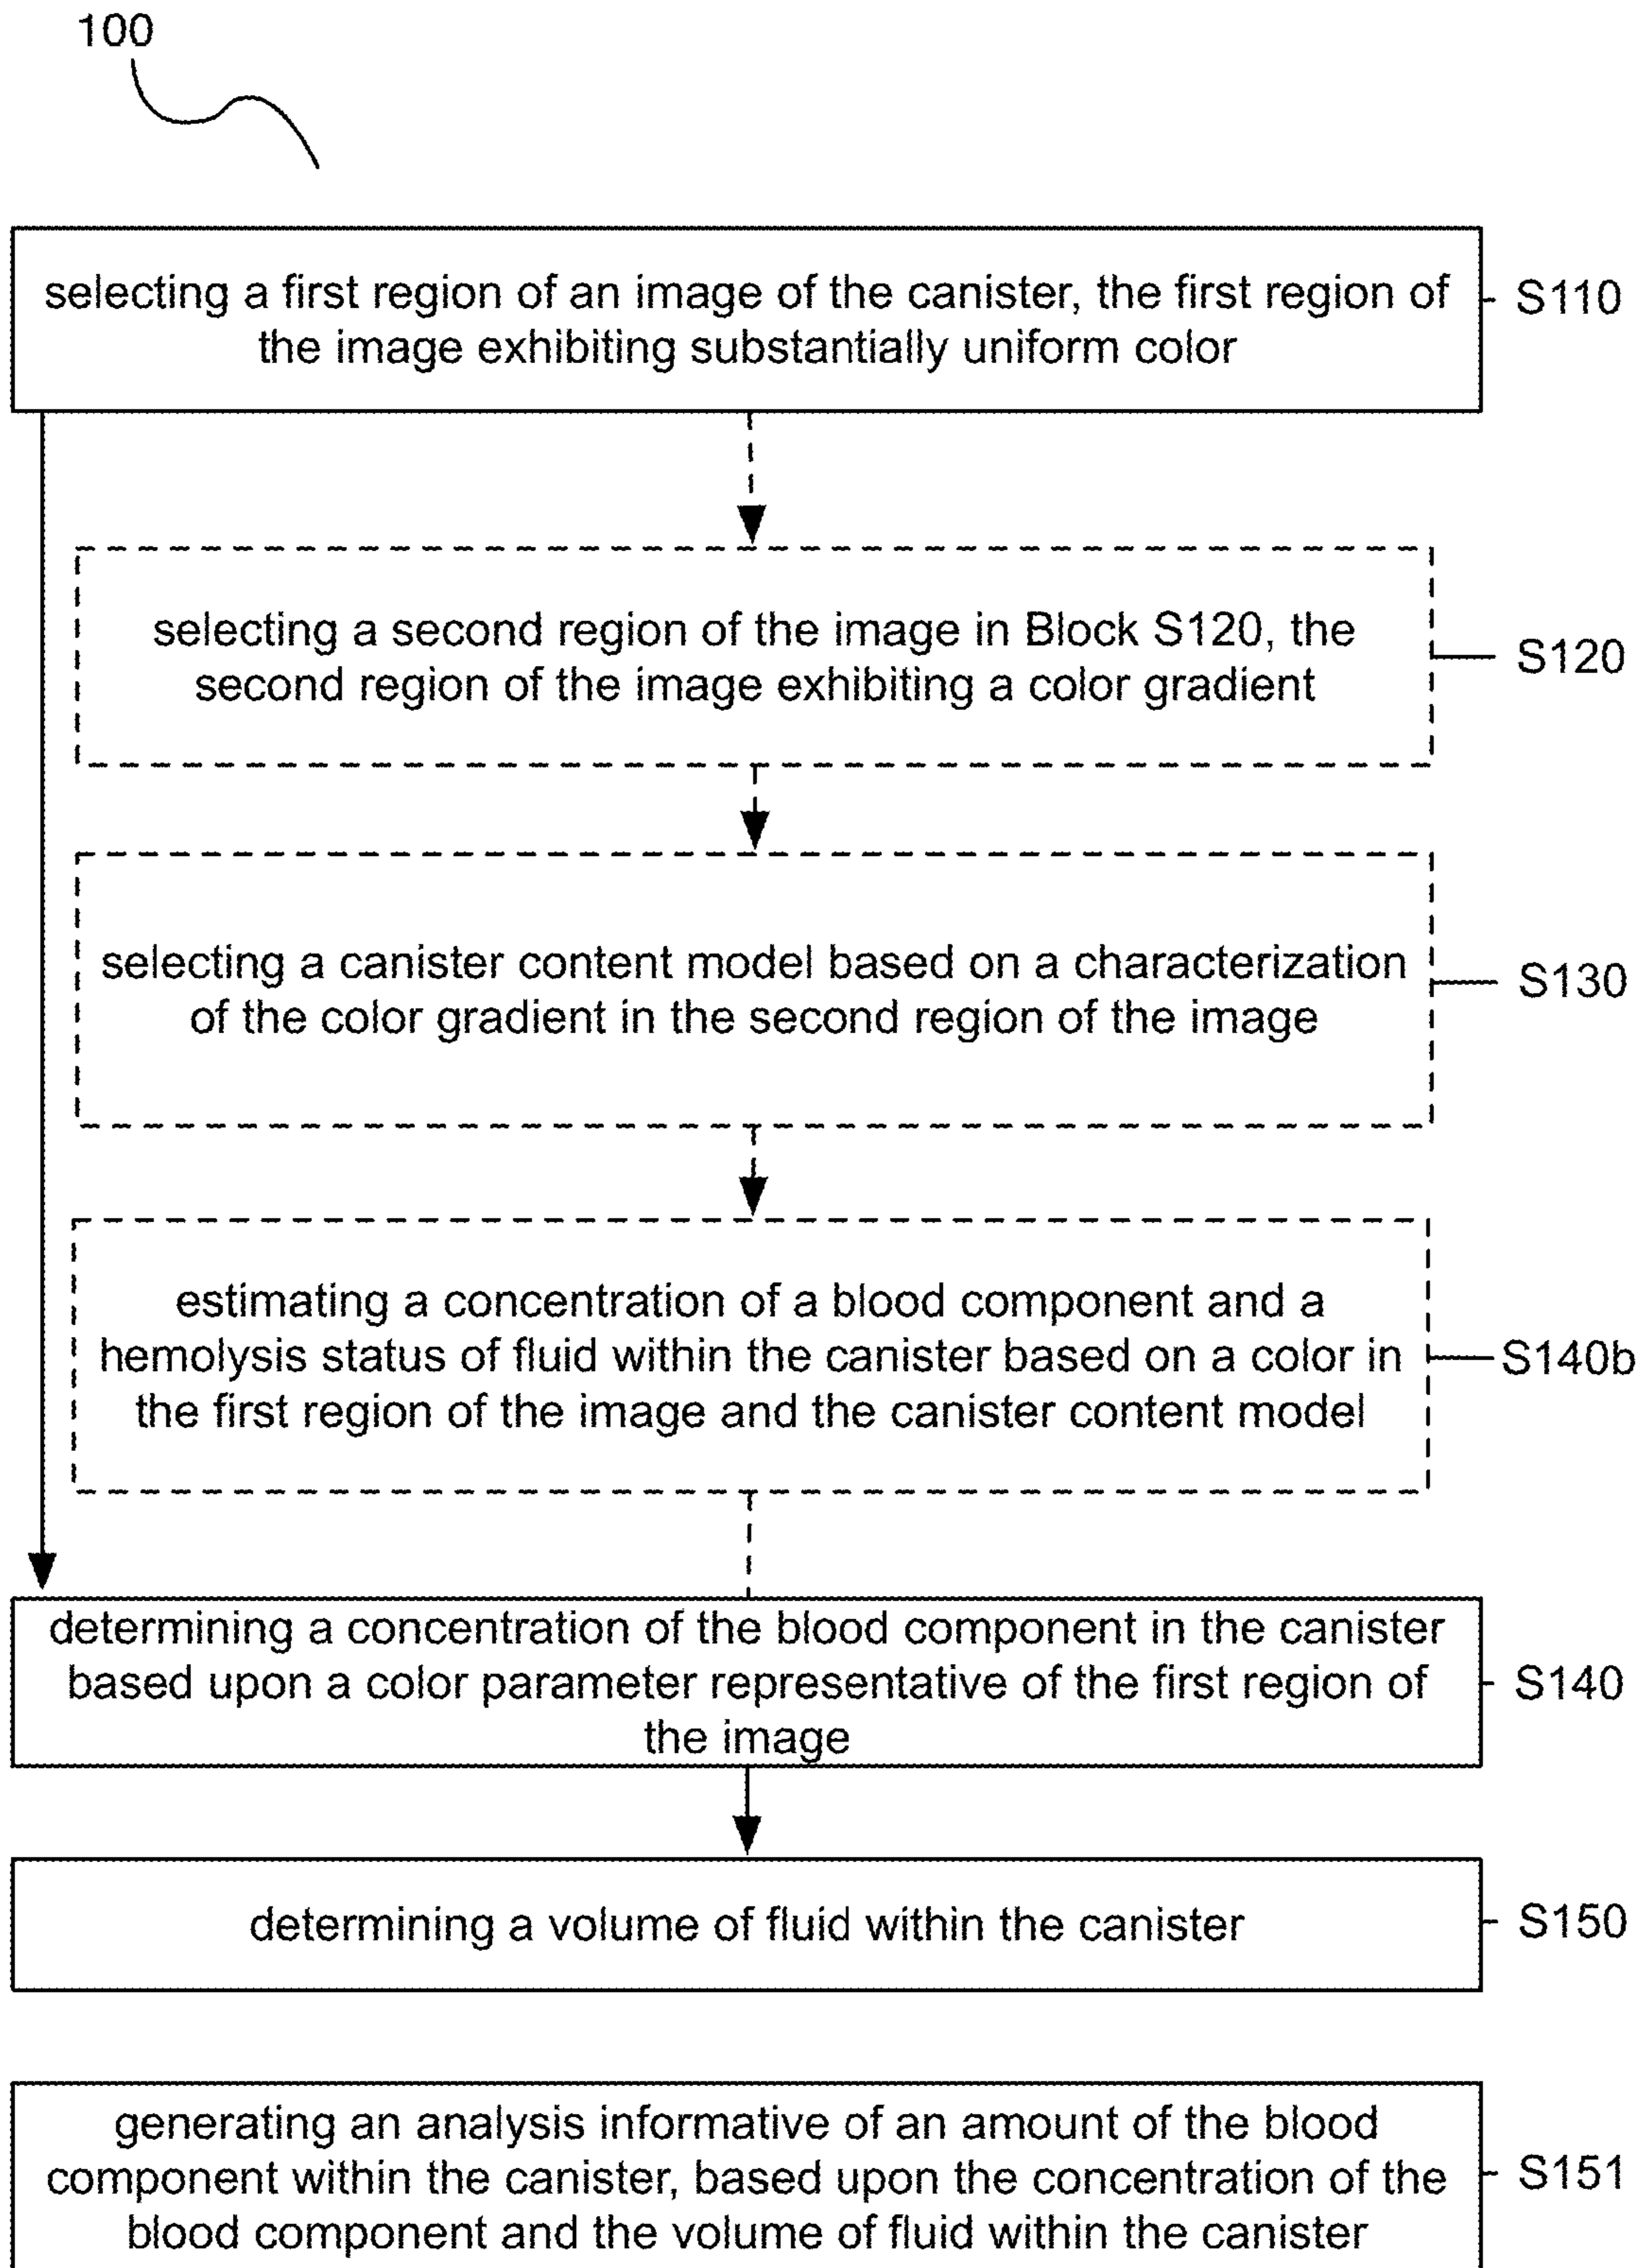 100
selecting a first region of an image of the canister, the first region of
the image exhibiting substantially uniform color
S110
selecting a second region of the image in Block S120, the
second region of the image exhibiting a color gradient
S120
selecting a canister content model based on a characterization
of the color gradient in the second region of the image
S130
estimating a concentration of a blood component and a
hemolysis status of fluid within the canister based on a color in
the first region of the image and the canister content model
S140b
determining a concentration of the blood component in the canister
based upon a color parameter representative of the first region of
the image
S140
determining a volume of fluid within the canister
S150
generating an analysis informative of an amount of the blood
component within the canister, based upon the concentration of the
blood component and the volume of fluid within the canister
S151